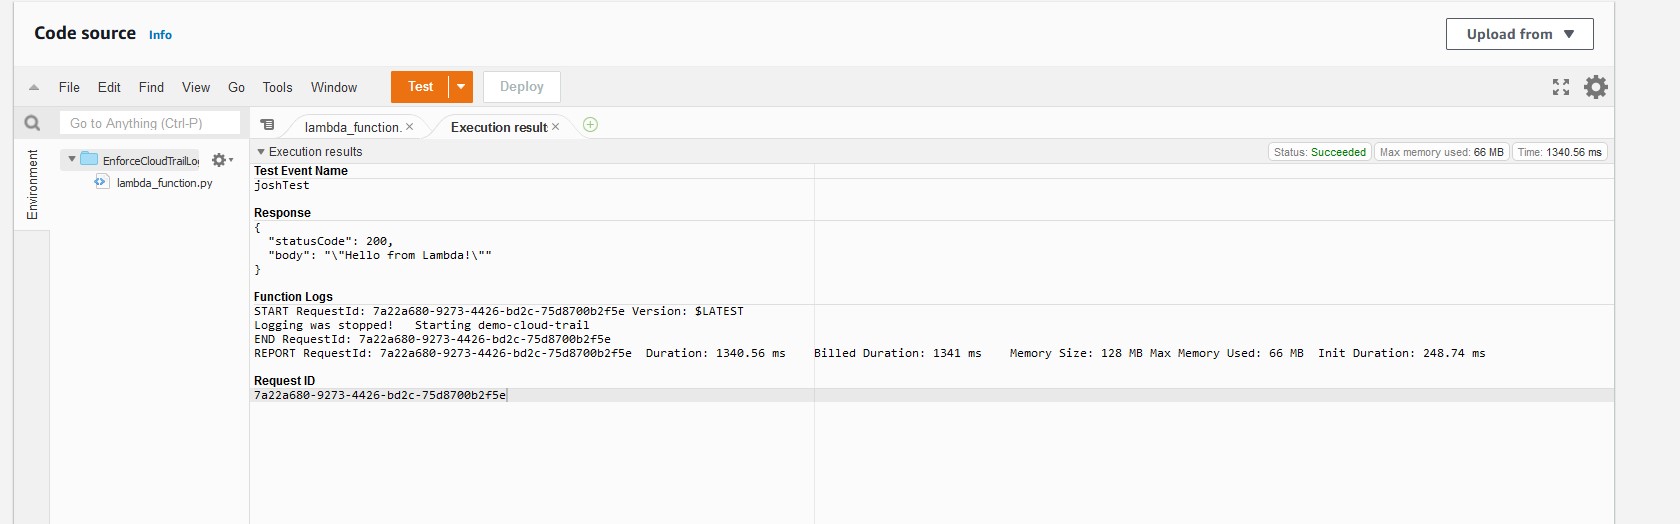 Code source Info
Upload from
File Edit Find View Go Tools Window Test Deploy
Go to Anything (Ctrl-P)
lambda_function.
Execution result
Environment
EnforceCloudTrailLo
lambda_function.py
Execution results
Status: Succeeded
Max memory used: 66 MB
Time: 1340.56 ms
Test Event Name
joshTest
Response
{
"statusCode": 200,
"body": "\"Hello from Lambda!\""
}
Function Logs
START RequestId: 7a22a680-9273-4426-bd2c-75d8700b2f5e Version: $LATEST
Logging was stopped! Starting demo-cloud-trail
END RequestId: 7a22a680-9273-4426-bd2c-75d8700b2f5e
REPORT RequestId: 7a22a680-9273-4426-bd2c-75d8700b2f5e Duration: 1340.56 ms Billed Duration: 1341 ms Memory Size: 128 MB Max Memory Used: 66 MB Init Duration: 248.74 ms
Request ID
7a22a680-9273-4426-bd2c-75d8700b2f5e